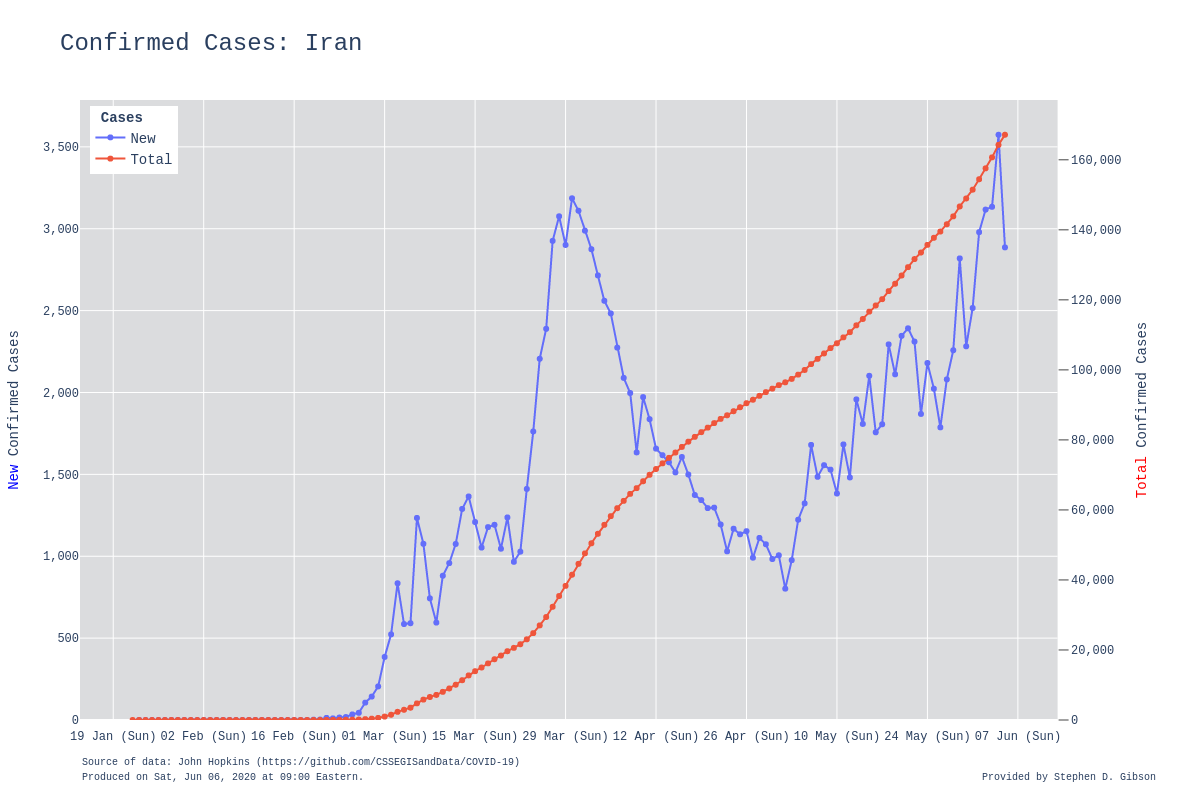 Confirmed Cases: Iran
Cases
New
Total
3,500
3,000
2,500
2,000
1,500
1,000
500
0
New Confirmed Cases
160,000
140,000
120,000
100,000
80,000
60,000
40,000
20,000
0
Total Confirmed Cases
19 Jan (Sun) 02 Feb (Sun) 16 Feb (Sun) 01 Mar (Sun) 15 Mar (Sun) 29 Mar (Sun) 12 Apr (Sun) 26 Apr (Sun) 10 May (Sun) 24 May (Sun) 07 Jun (Sun)
Source of data: John Hopkins (https://github.com/CSSEGISandData/COVID-19)
Produced on Sat, Jun 06, 2020 at 09:00 Eastern.
Provided by Stephen D. Gibson